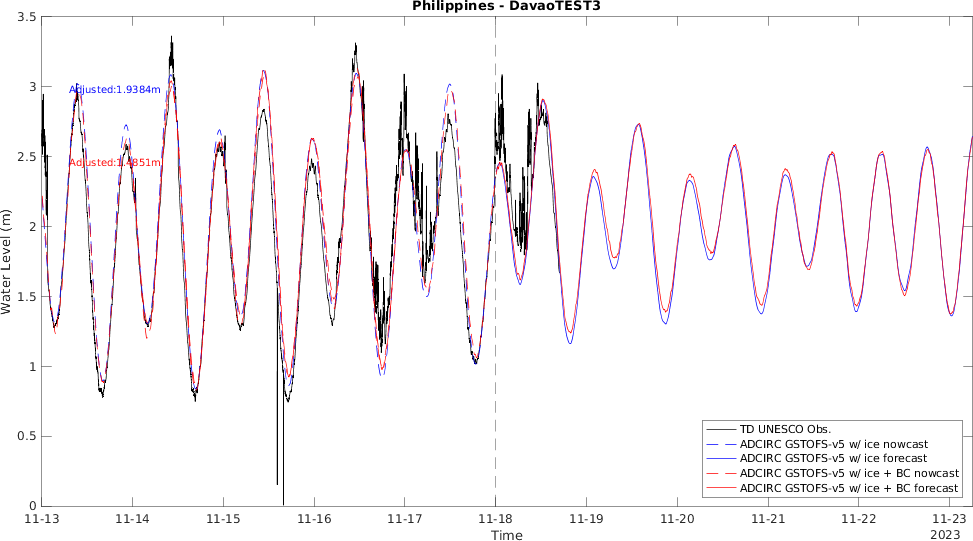 Philippines - DavaoTEST3
3.5
3
2.5
2
1.5
1
0.5
0
Water Level (m)
Adjusted:1.9384m
Adjusted:1.4851m
TD UNESCO Obs.
ADCIRC GSTOFS-v5 w/ ice nowcast
ADCIRC GSTOFS-v5 w/ ice forecast
ADCIRC GSTOFS-v5 w/ ice + BC nowcast
ADCIRC GSTOFS-v5 w/ ice + BC forecast
11-13 11-14 11-15 11-16 11-17 11-18 11-19 11-20 11-21 11-22 11-23
2023
Time